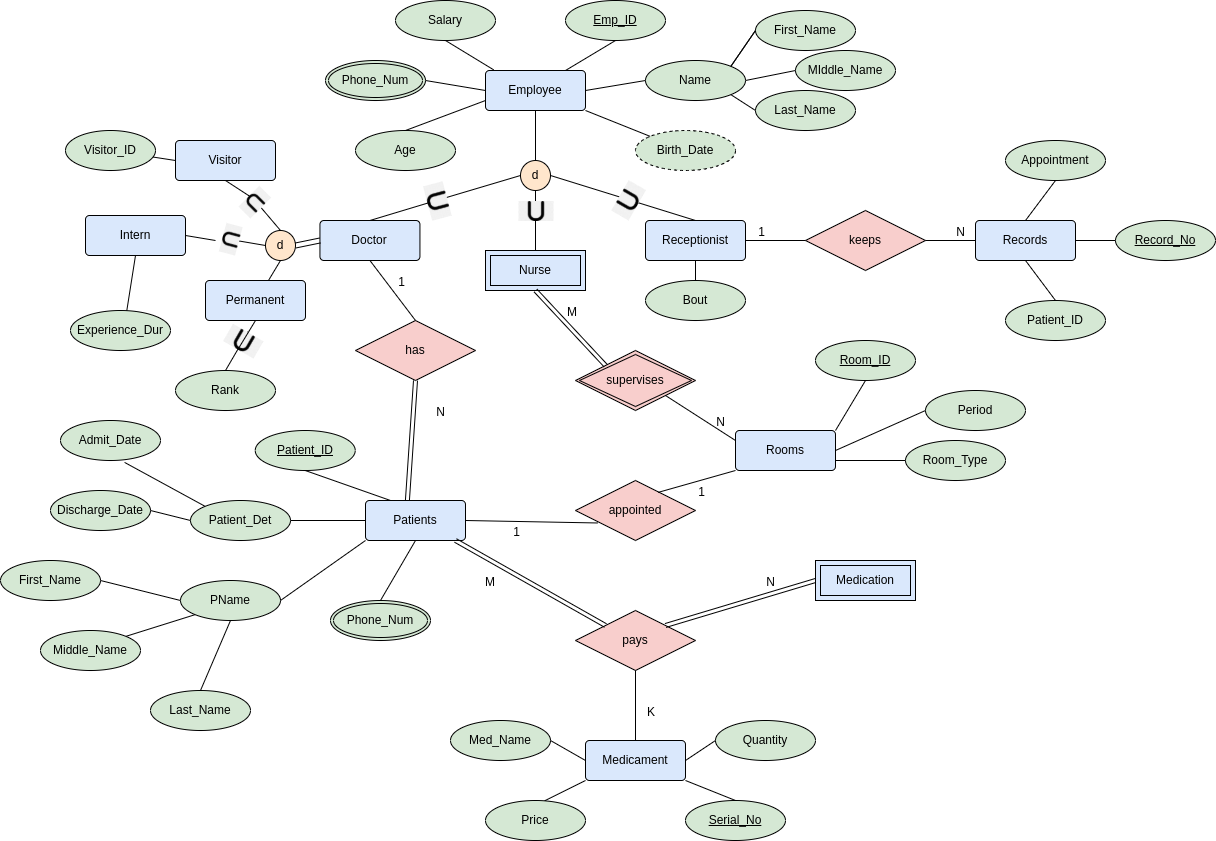 Salary
Emp_ID
First_Name
Phone_Num
Employee
Name
MIddle_Name
Last_Name
Age
Birth_Date
Visitor_ID
Visitor
d
Appointment
Intern
d
Doctor
Nurse
Receptionist
1
keeps
N
Records
Record_No
Permanent
1
M
Bout
Patient_ID
Experience_Dur
has
supervises
Room_ID
Rank
N
N
Period
Admit_Date
Patient_ID
Rooms
Room_Type
Discharge_Date
Patient_Det
Patients
1
appointed
1
First_Name
PName
M
N
Medication
Middle_Name
Phone_Num
pays
Last_Name
K
Med_Name
Medicament
Quantity
Price
Serial_No